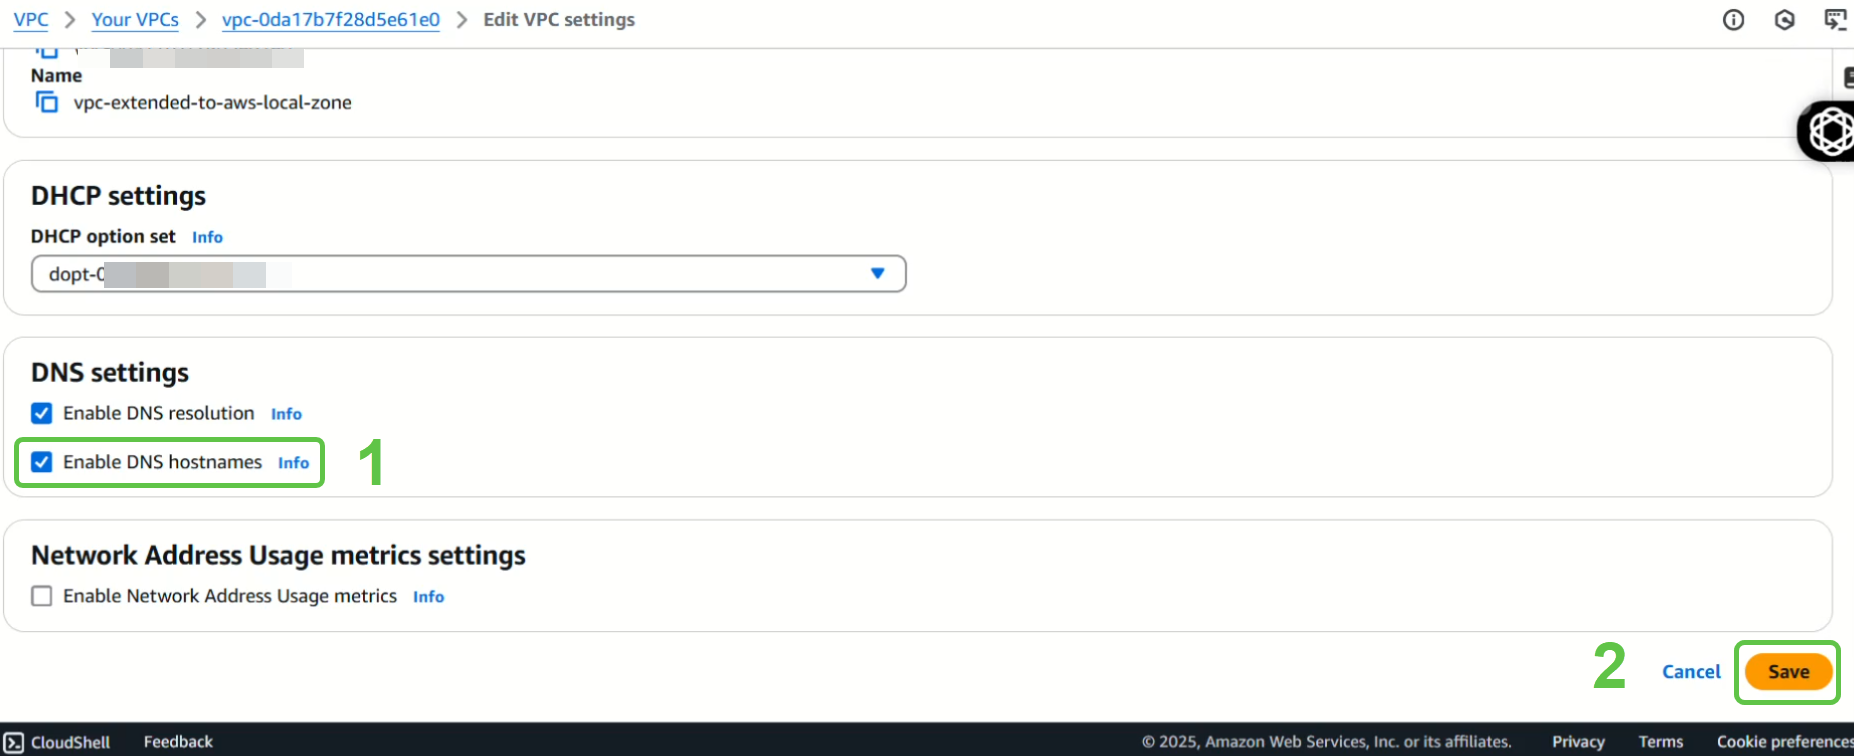 VPC > Your VPCs > vpc-0da17b7f28d5e61e0 > Edit VPC settings
Name
vpc-extended-to-aws-local-zone
DHCP settings
DHCP option set Info
dopt-0
DNS settings
Enable DNS resolution Info
Enable DNS hostnames Info 1
Network Address Usage metrics settings
Enable Network Address Usage metrics Info
2 Cancel Save
CloudShell Feedback © 2025, Amazon Web Services, Inc. or its affiliates. Privacy Terms Cookie preferences